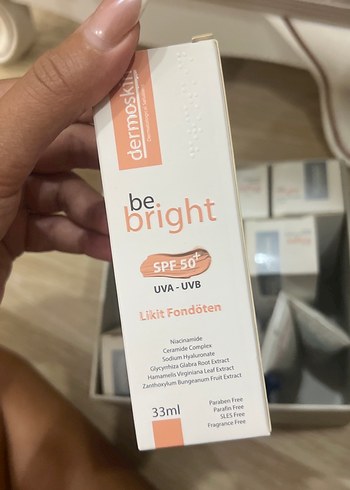 dermoskin
be
bright
SPF 50+
UVA - UVB
Likit Fondöten
Niacinamide
Ceramide Complex
Sodium Hyaluronate
Glycyrrhiza Glabra Root Extract
Hamamelis Virginiana Leaf Extract
Zanthoxylum Bungeanum Fruit Extract
33ml
Paraben Free
Parafin Free
SLES Free
Fragrance Free